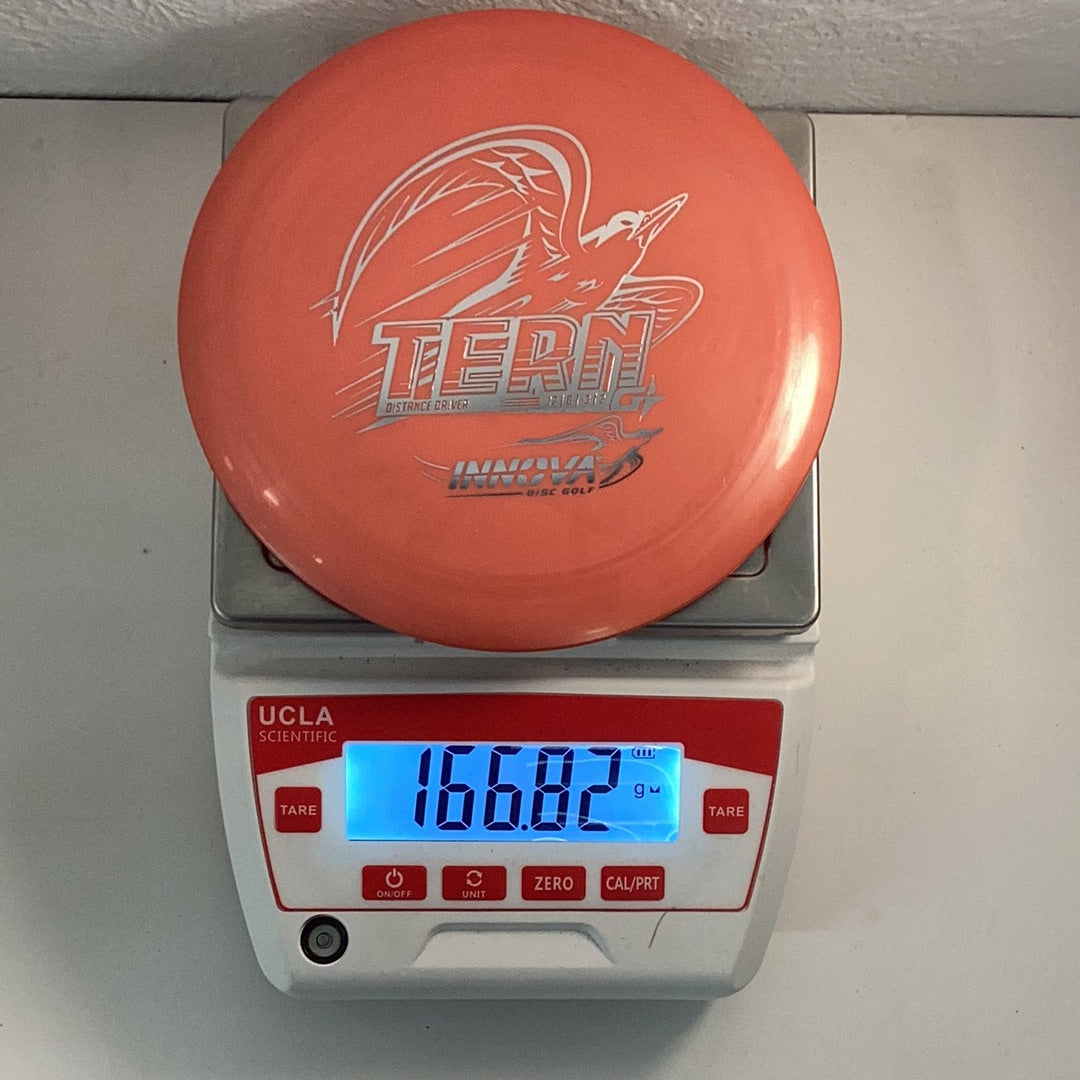 TERN
DISTANCE DRIVER
INNOVA
DISC GOLF
UCLA
SCIENTIFIC
166.82 g
TARE
TARE
ON/OFF
UNIT
ZERO
CAL/PRT